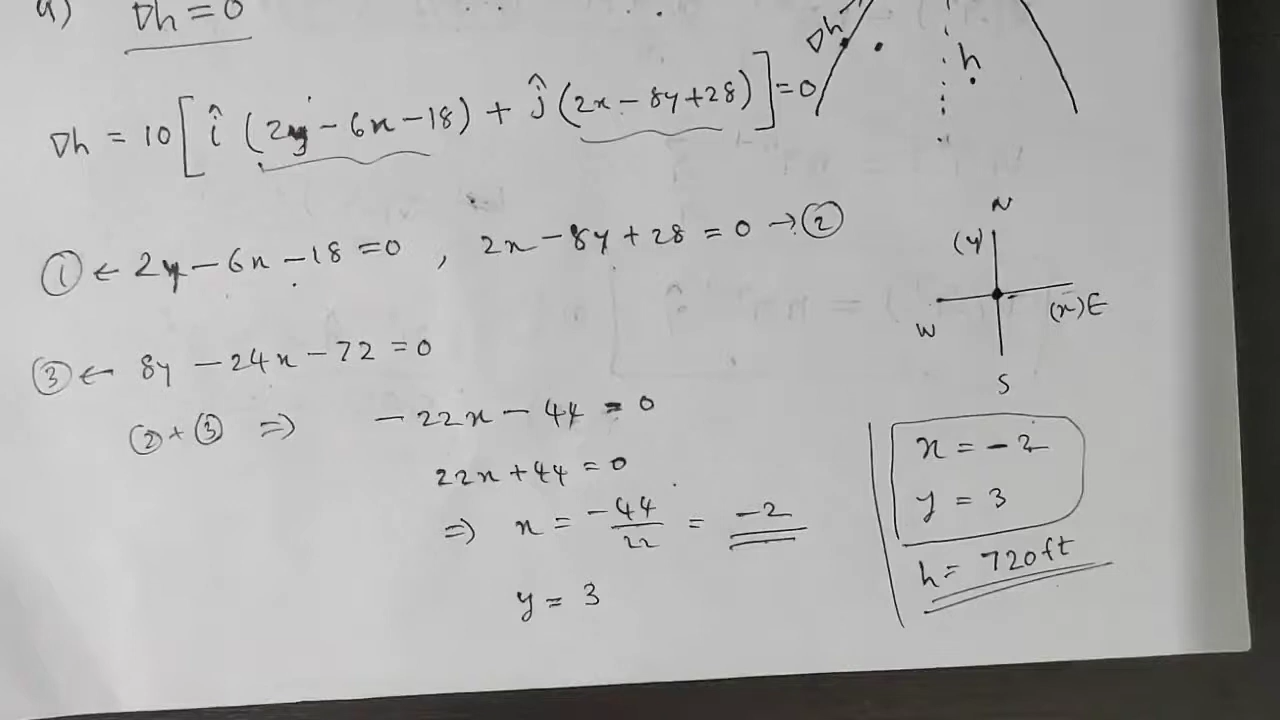 a) ∇h = 0
∇h = 10 [ î (2y - 6x - 18) + ĵ (2x - 8y + 28) ] = 0
∇h
h
① ← 2y - 6x - 18 = 0 , 2x - 8y + 28 = 0 → ②
③ ← 8y - 24x - 72 = 0
② + ③ ⇒ - 22x - 44 = 0
22x + 44 = 0
⇒ x = -44/22 = -2
y = 3
N
(y)
W
(x) E
S
x = -2
y = 3
h = 720 ft